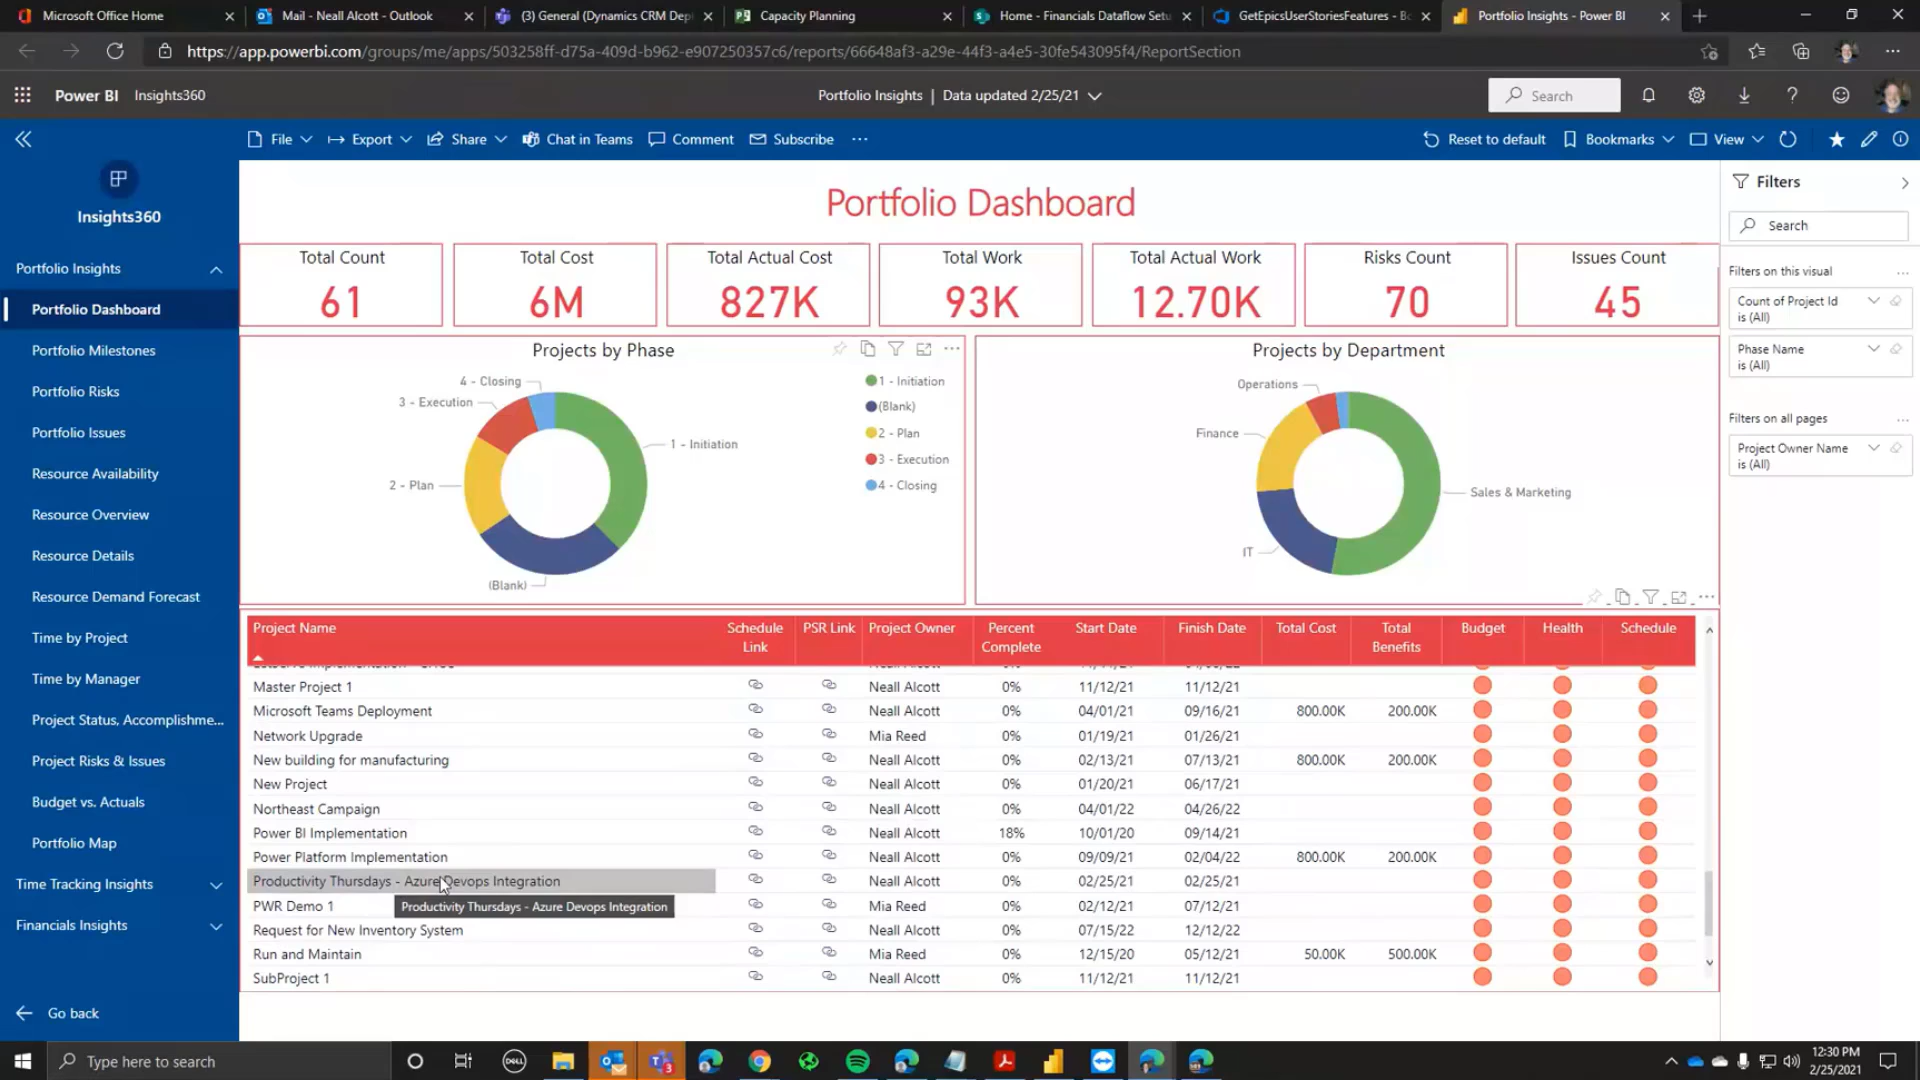 Microsoft Office Home
Mail - Neall Alcott - Outlook
(3) General (Dynamics CRM Dep
Capacity Planning
Home - Financials Dataflow Setu
GetEpicsUserStoriesFeatures - Bo
Portfolio Insights - Power BI
https://app.powerbi.com/groups/me/apps/503258ff-d75a-409d-b962-e907250357c6/reports/66648af3-a29e-44f3-a4e5-30fe543095f4/ReportSection
Power BI Insights360
Portfolio Insights | Data updated 2/25/21
Search
File Export Share Chat in Teams Comment Subscribe
Reset to default Bookmarks View
Insights360
Portfolio Insights
Portfolio Dashboard
Portfolio Milestones
Portfolio Risks
Portfolio Issues
Resource Availability
Resource Overview
Resource Details
Resource Demand Forecast
Time by Project
Time by Manager
Project Status, Accomplishme...
Project Risks & Issues
Budget vs. Actuals
Portfolio Map
Time Tracking Insights
Financials Insights
Go back
Portfolio Dashboard
Total Count
61
Total Cost
6M
Total Actual Cost
827K
Total Work
93K
Total Actual Work
12.70K
Risks Count
70
Issues Count
45
Projects by Phase
4 - Closing
3 - Execution
1 - Initiation
2 - Plan
(Blank)
1 - Initiation
(Blank)
2 - Plan
3 - Execution
4 - Closing
Projects by Department
Operations
Finance
Sales & Marketing
IT
Project Name Schedule Link PSR Link Project Owner Percent Complete Start Date Finish Date Total Cost Total Benefits Budget Health Schedule
Master Project 1 Neall Alcott 0% 11/12/21 11/12/21
Microsoft Teams Deployment Neall Alcott 0% 04/01/21 09/16/21 800.00K 200.00K
Network Upgrade Mia Reed 0% 01/19/21 01/26/21
New building for manufacturing Neall Alcott 0% 02/13/21 07/13/21 800.00K 200.00K
New Project Neall Alcott 0% 01/20/21 06/17/21
Northeast Campaign Neall Alcott 0% 04/01/22 04/26/22
Power BI Implementation Neall Alcott 18% 10/01/20 09/14/21
Power Platform Implementation Neall Alcott 0% 09/09/21 02/04/22 800.00K 200.00K
Productivity Thursdays - Azure Devops Integration Neall Alcott 0% 02/25/21 02/25/21
PWR Demo 1 Mia Reed 0% 02/12/21 07/12/21
Productivity Thursdays - Azure Devops Integration
Request for New Inventory System Neall Alcott 0% 07/15/22 12/12/22
Run and Maintain Mia Reed 0% 12/15/20 05/12/21 50.00K 500.00K
SubProject 1 Neall Alcott 0% 11/12/21 11/12/21
Filters
Search
Filters on this visual
Count of Project Id
is (All)
Phase Name
is (All)
Filters on all pages
Project Owner Name
is (All)
Type here to search
DELL
3
12:30 PM
2/25/2021